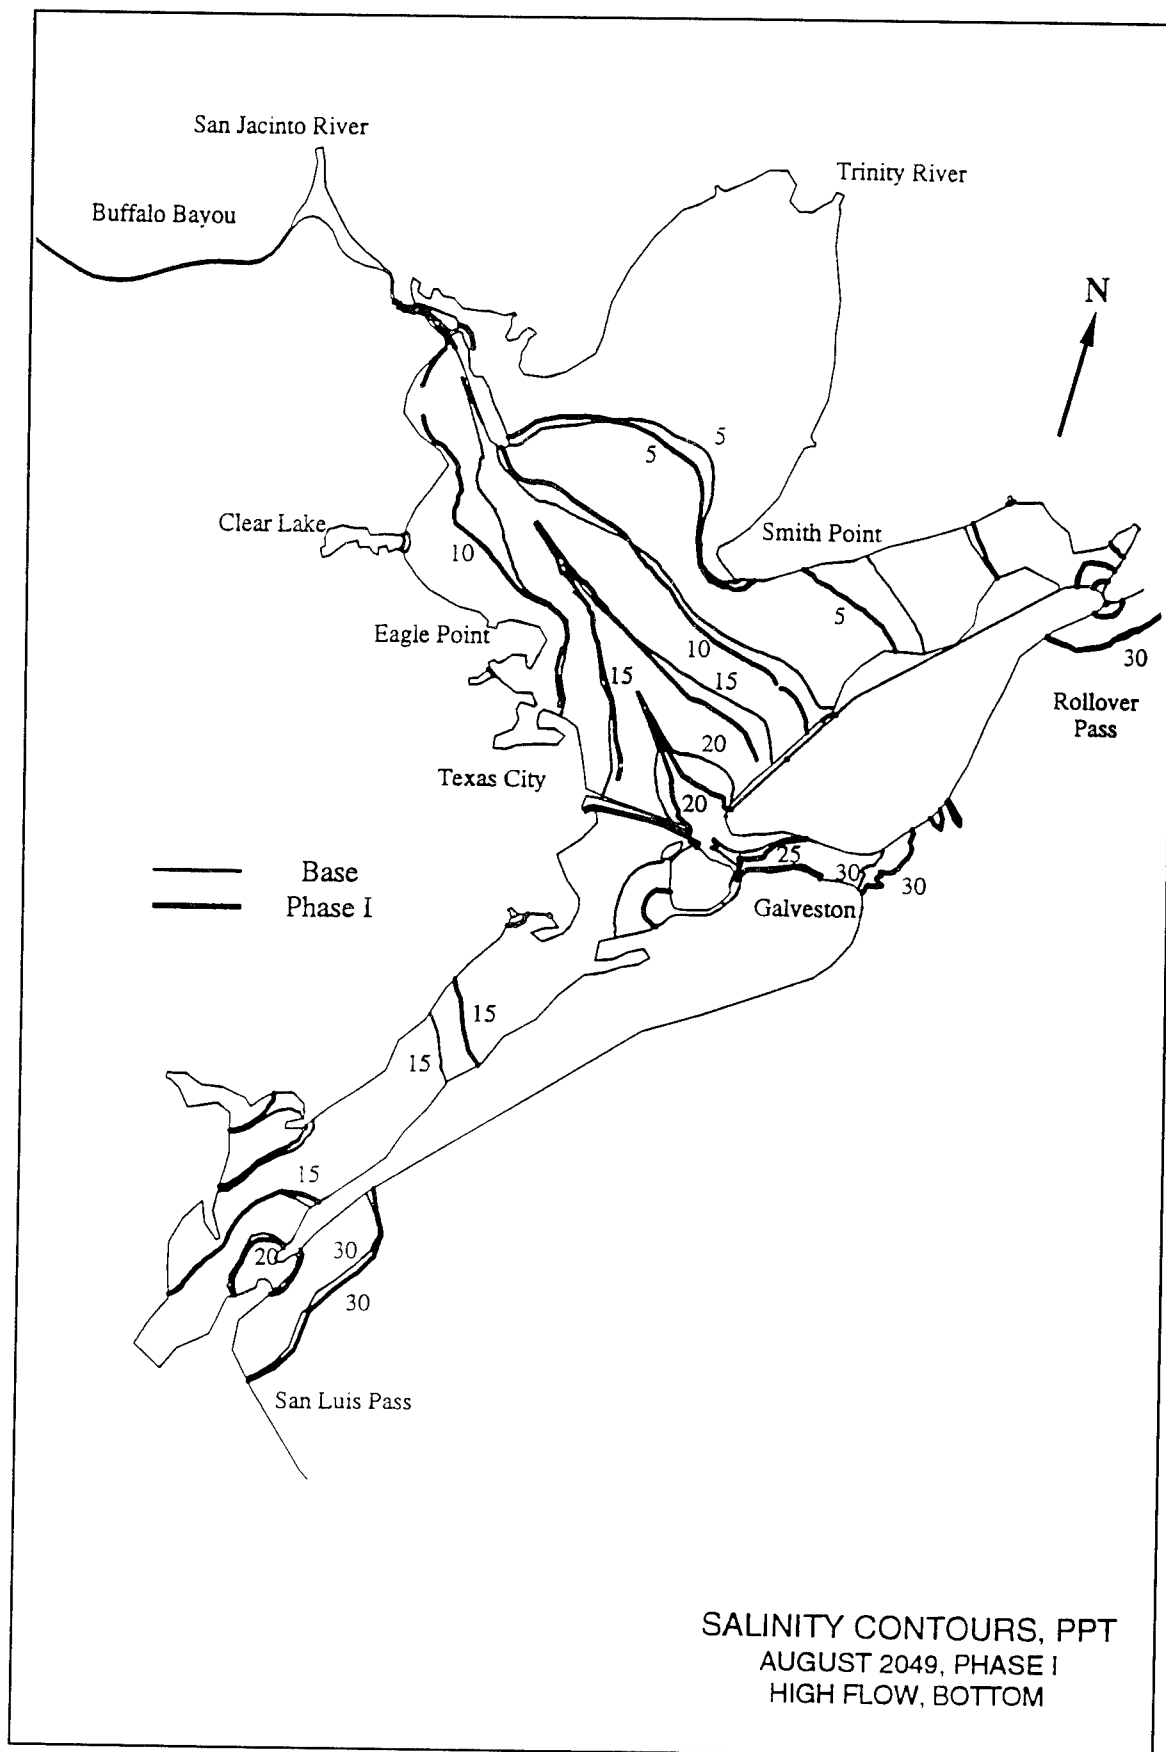 San Jacinto River
Trinity River
Buffalo Bayou
N
5
5
Clear Lake
Smith Point
10
5
Eagle Point
10
30
15
15
Rollover
Pass
20
Texas City
20
25
Base
30
30
Phase I
Galveston
15
15
15
20
30
30
San Luis Pass
SALINITY CONTOURS, PPT
AUGUST 2049, PHASE I
HIGH FLOW, BOTTOM